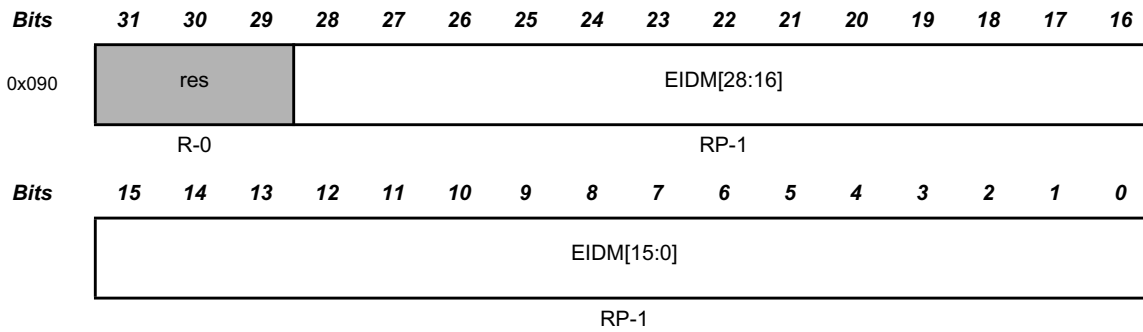 Bits 31 30 29 28 27 26 25 24 23 22 21 20 19 18 17 16
0x090 res EIDM[28:16]
R-0 RP-1
Bits 15 14 13 12 11 10 9 8 7 6 5 4 3 2 1 0
EIDM[15:0]
RP-1